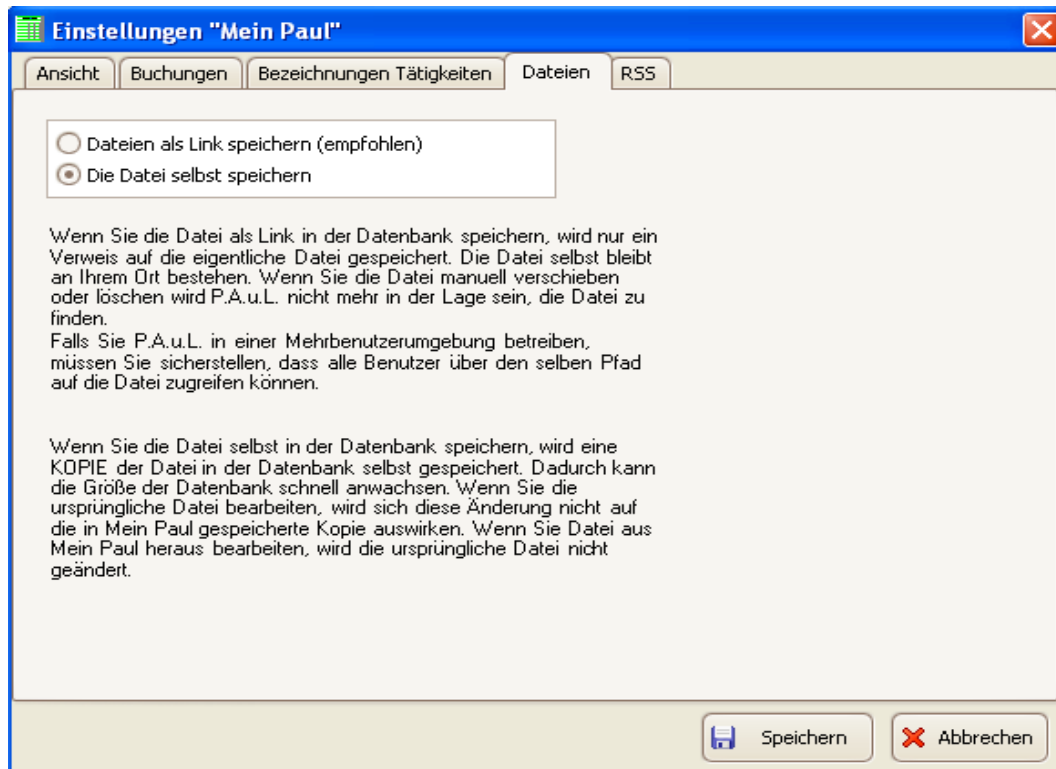 Einstellungen "Mein Paul"
Ansicht Buchungen Bezeichnungen Tätigkeiten Dateien RSS
Dateien als Link speichern (empfohlen)
Die Datei selbst speichern
Wenn Sie die Datei als Link in der Datenbank speichern, wird nur ein
Verweis auf die eigentliche Datei gespeichert. Die Datei selbst bleibt
an Ihrem Ort bestehen. Wenn Sie die Datei manuell verschieben
oder löschen wird P.A.u.L. nicht mehr in der Lage sein, die Datei zu
finden.
Falls Sie P.A.u.L. in einer Mehrbenutzerumgebung betreiben,
müssen Sie sicherstellen, dass alle Benutzer über den selben Pfad
auf die Datei zugreifen können.
Wenn Sie die Datei selbst in der Datenbank speichern, wird eine
KOPIE der Datei in der Datenbank selbst gespeichert. Dadurch kann
die Größe der Datenbank schnell anwachsen. Wenn Sie die
ursprüngliche Datei bearbeiten, wird sich diese Änderung nicht auf
die in Mein Paul gespeicherte Kopie auswirken. Wenn Sie Datei aus
Mein Paul heraus bearbeiten, wird die ursprüngliche Datei nicht
geändert.
Speichern Abbrechen